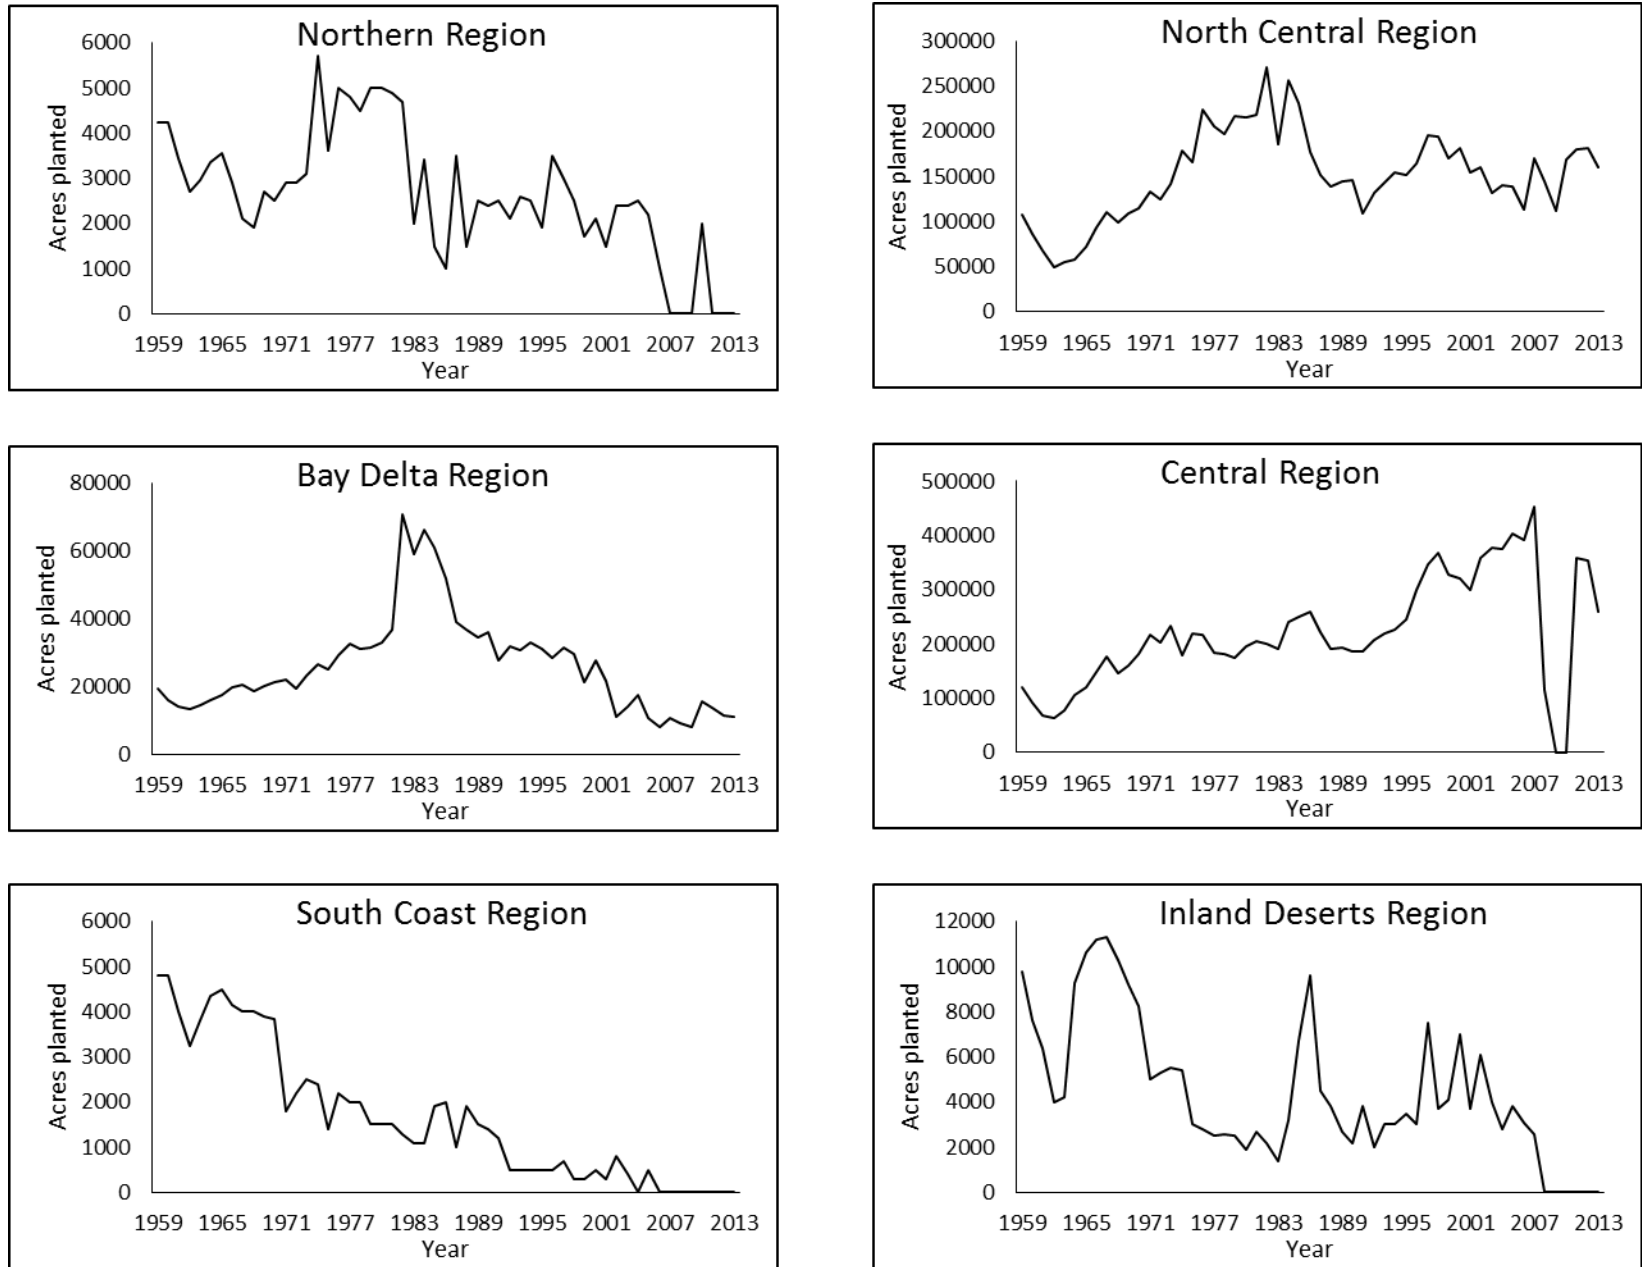 Northern Region
Acres planted
6000
5000
4000
3000
2000
1000
0
1959 1965 1971 1977 1983 1989 1995 2001 2007 2013
Year
North Central Region
Acres planted
300000
250000
200000
150000
100000
50000
0
1959 1965 1971 1977 1983 1989 1995 2001 2007 2013
Year
Bay Delta Region
Acres planted
80000
60000
40000
20000
0
1959 1965 1971 1977 1983 1989 1995 2001 2007 2013
Year
Central Region
Acres planted
500000
400000
300000
200000
100000
0
1959 1965 1971 1977 1983 1989 1995 2001 2007 2013
Year
South Coast Region
Acres planted
6000
5000
4000
3000
2000
1000
0
1959 1965 1971 1977 1983 1989 1995 2001 2007 2013
Year
Inland Deserts Region
Acres planted
12000
10000
8000
6000
4000
2000
0
1959 1965 1971 1977 1983 1989 1995 2001 2007 2013
Year